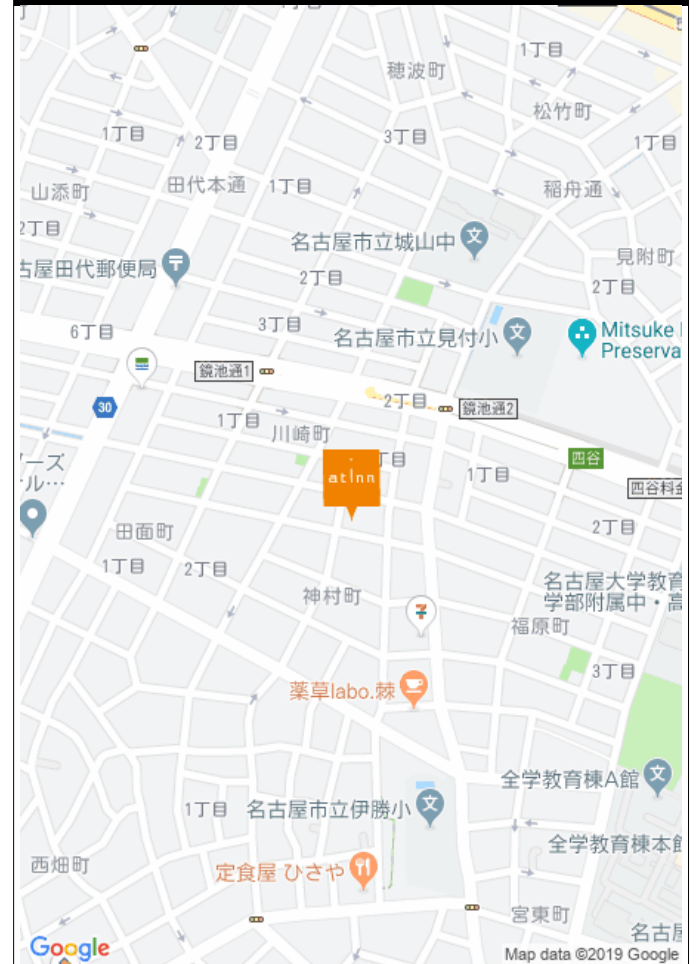 穂波町
1丁目
松竹町
1丁目
2丁目
3丁目
1丁目
山添町
田代本通
1丁目
稲舟通
2丁目
名古屋市立城山中
見附町
古屋田代郵便局
2丁目
2丁目
6丁目
3丁目
名古屋市立見付小
Mitsuke
Preserva
鏡池通1
30
2丁目
鏡池通2
1丁目
川崎町
丁目
四谷
ーズ
ル…
atInn
1丁目
四谷料金
田面町
2丁目
1丁目
2丁目
名古屋大学教育
学部附属中・高
神村町
福原町
3丁目
薬草labo.棘
全学教育棟A館
1丁目
名古屋市立伊勝小
全学教育棟本館
西畑町
定食屋 ひさや
宮東町
名古屋
Google
Map data ©2019 Google